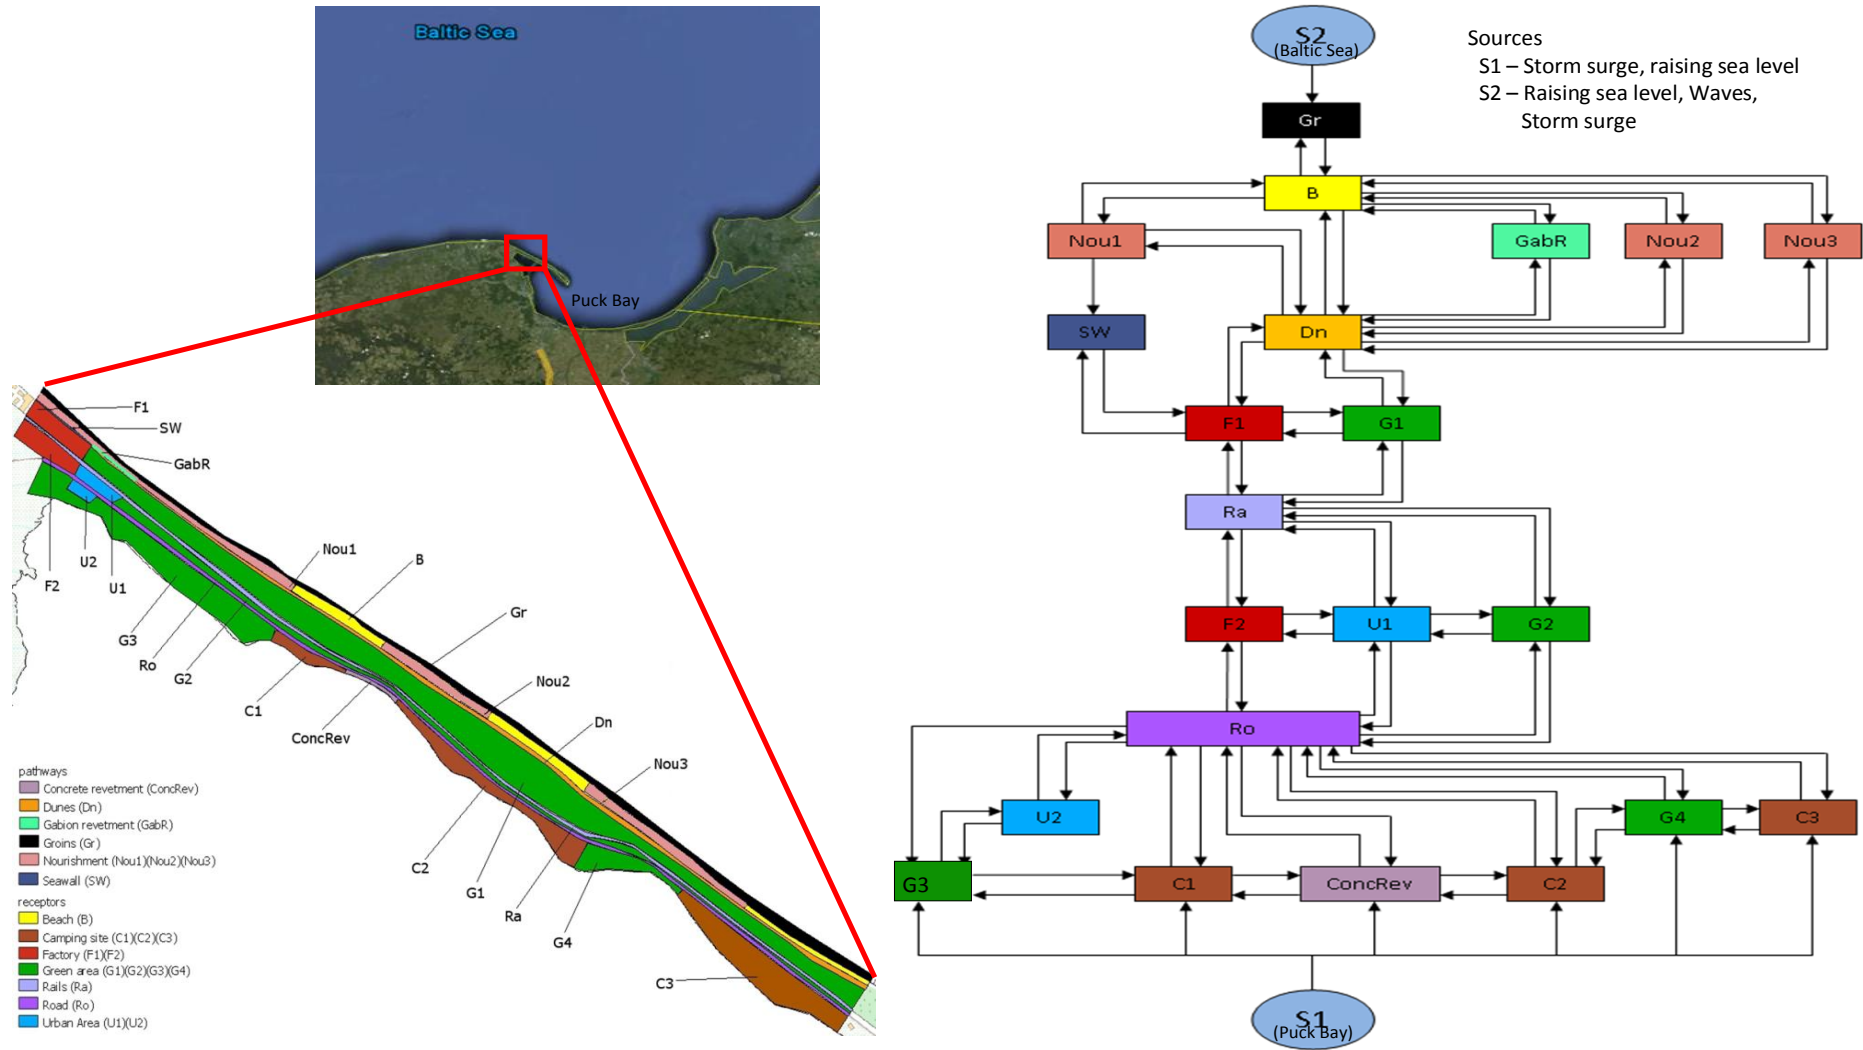 Baltic Sea
Puck Bay
F1
SW
GabR
Nou1
B
Gr
Nou2
Dn
Nou3
F2
U2
U1
G3
Ro
G2
C1
ConcRev
C2
G1
Ra
G4
C3
pathways
Concrete revetment (ConcRev)
Dunes (Dn)
Gabion revetment (GabR)
Groins (Gr)
Nourishment (Nou1)(Nou2)(Nou3)
Seawall (SW)
receptors
Beach (B)
Camping site (C1)(C2)(C3)
Factory (F1)(F2)
Green area (G1)(G2)(G3)(G4)
Rails (Ra)
Road (Ro)
Urban Area (U1)(U2)
S2
(Baltic Sea)
Sources
S1 – Storm surge, raising sea level
S2 – Raising sea level, Waves,
Storm surge
Gr
B
Nou1
GabR
Nou2
Nou3
SW
Dn
F1
G1
Ra
F2
U1
G2
Ro
U2
G4
C3
G3
C1
ConcRev
C2
S1
(Puck Bay)